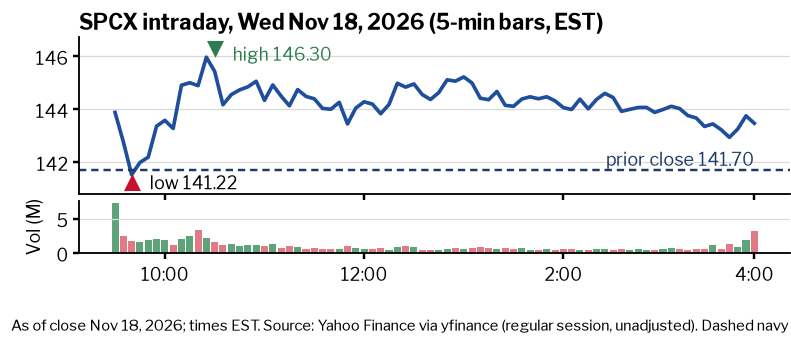 SPCX intraday, Wed Nov 18, 2026 (5-min bars, EST)
146
high 146.30
144
142
prior close 141.70
low 141.22
Vol (M)
5
0
10:00 12:00 2:00 4:00
As of close Nov 18, 2026; times EST. Source: Yahoo Finance via yfinance (regular session, unadjusted). Dashed navy